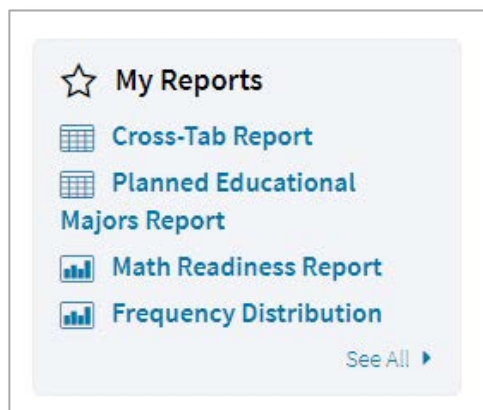 My Reports
Cross-Tab Report
Planned Educational
Majors Report
Math Readiness Report
Frequency Distribution
See All